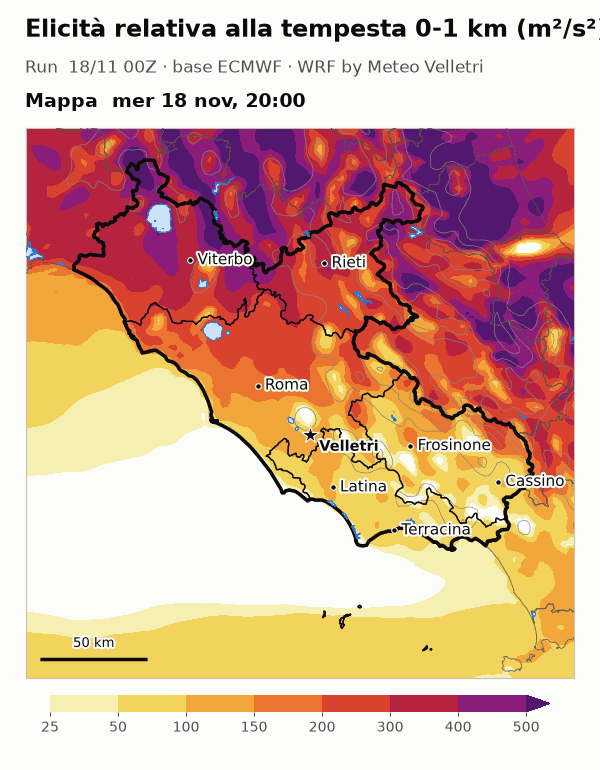 Elicità relativa alla tempesta 0-1 km (m²/s²)
Run 18/11 00Z · base ECMWF · WRF by Meteo Velletri
Mappa mer 18 nov, 20:00
Viterbo
Rieti
Roma
Velletri
Frosinone
Latina
Cassino
Terracina
50 km
25 50 100 150 200 300 400 500